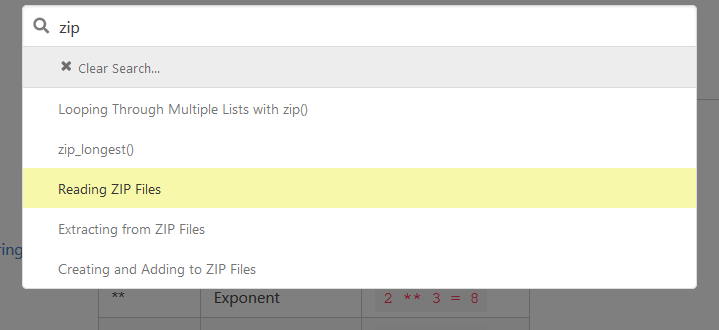 zip
✖ Clear Search...
Looping Through Multiple Lists with zip()
zip_longest()
Reading ZIP Files
ring
Extracting from ZIP Files
Creating and Adding to ZIP Files
** Exponent 2 ** 3 = 8